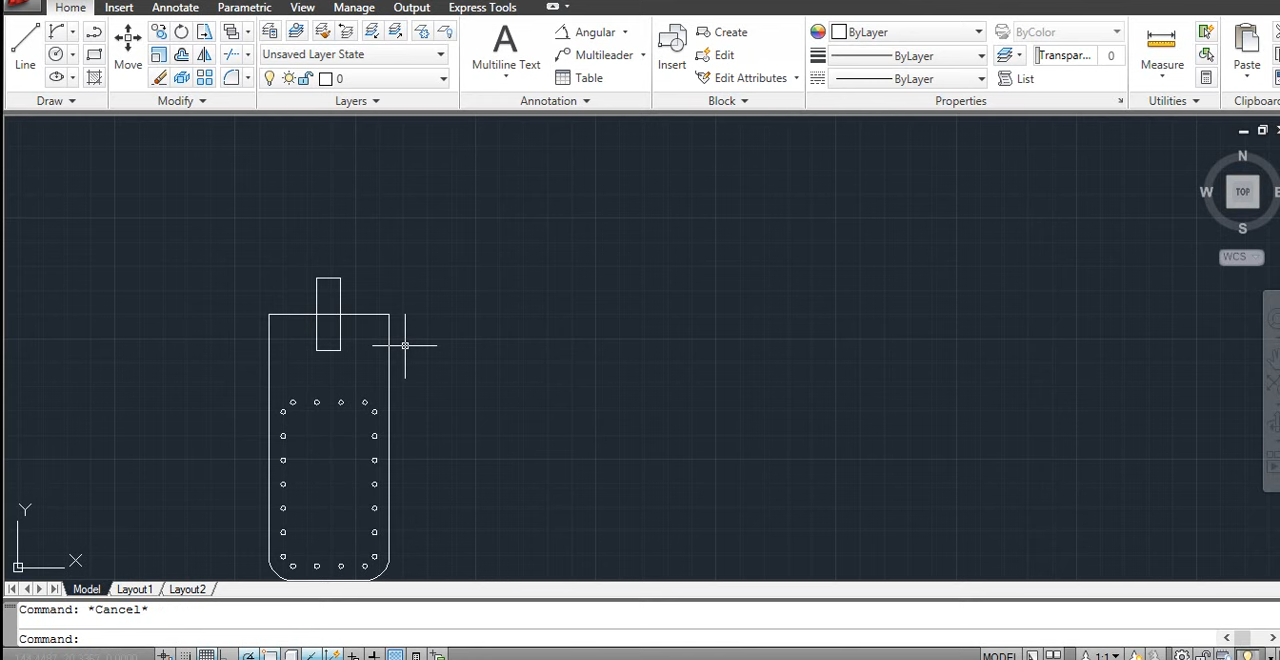 Home Insert Annotate Parametric View Manage Output Express Tools
Line
Move
Unsaved Layer State
0
Multiline Text
Angular
Multileader
Table
Insert
Create
Edit
Edit Attributes
ByLayer
ByLayer
ByLayer
ByColor
Transpar... 0
List
Measure
Paste
Draw Modify Layers Annotation Block Properties Utilities Clipboard
N
W TOP E
S
WCS
Y
X
Model Layout1 Layout2
Command: *Cancel*
Command:
MODEL 1:1